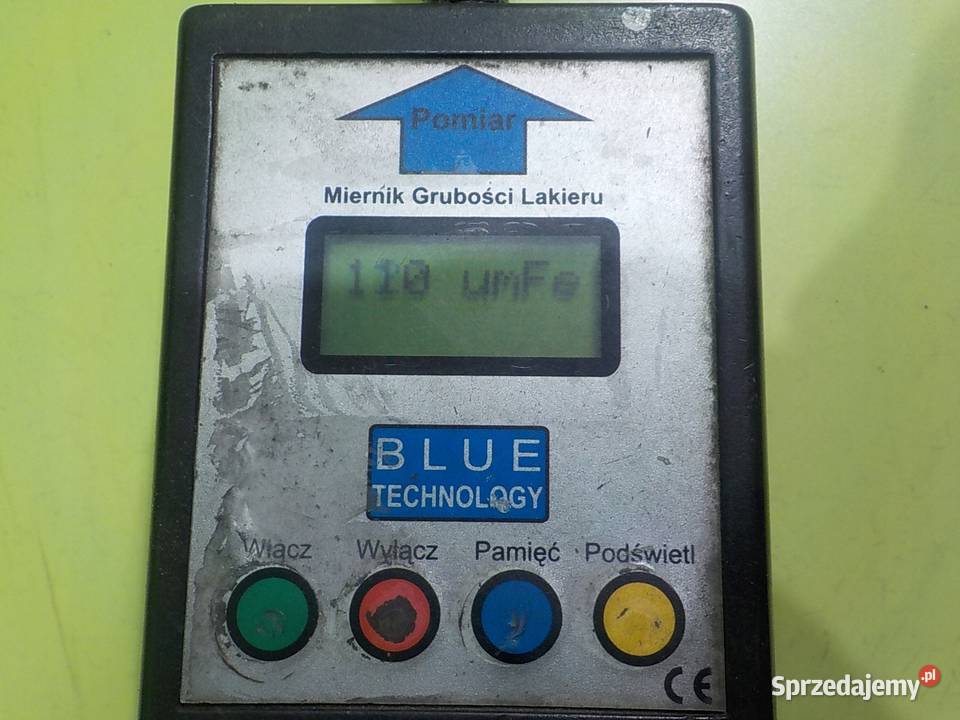 Pomiar
Miernik Grubości Lakieru
110 umFe
BLUE
TECHNOLOGY
Włącz Wyłącz Pamięć Podświetl
CE
Sprzedajemy.pl